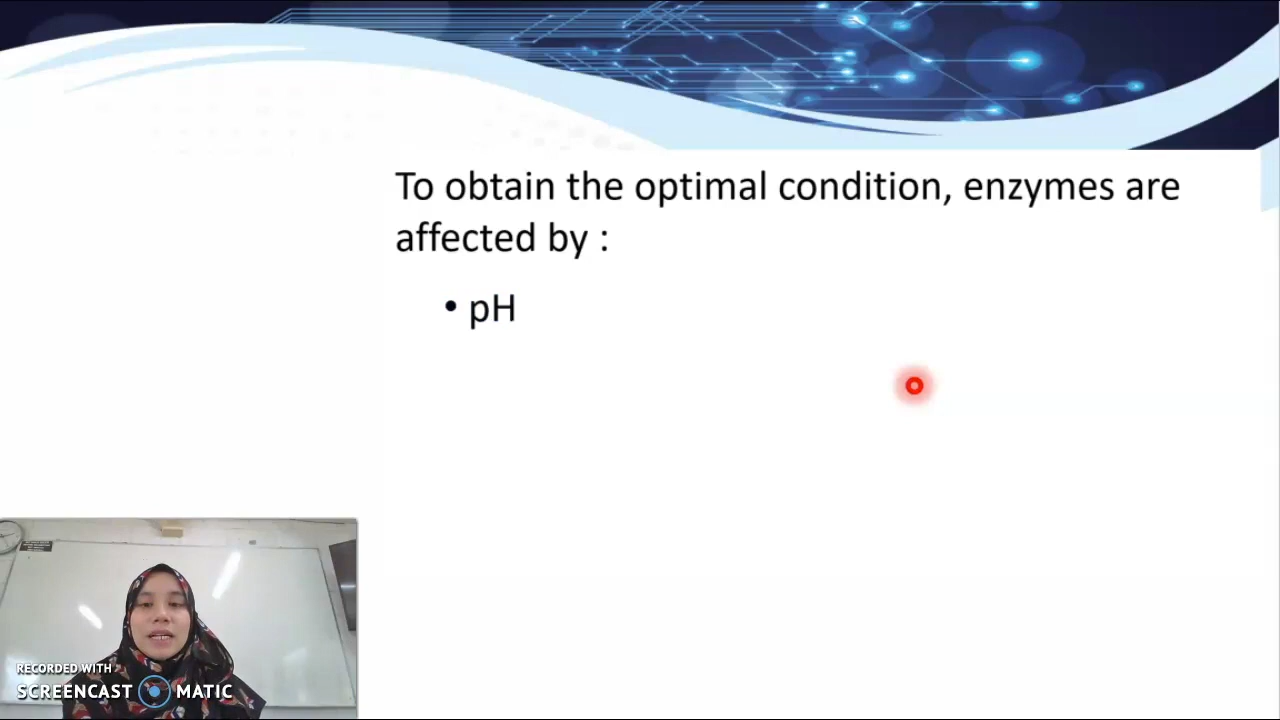 To obtain the optimal condition, enzymes are
affected by :
• pH
RECORDED WITH
SCREENCAST MATIC